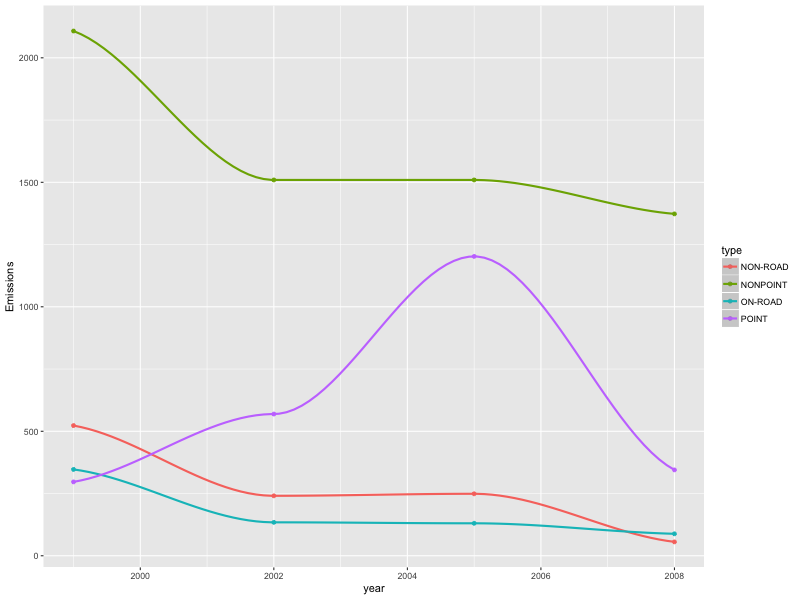 Emissions
2000
1500
1000
500
0
2000
2002
2004
2006
2008
year
type
NON-ROAD
NONPOINT
ON-ROAD
POINT